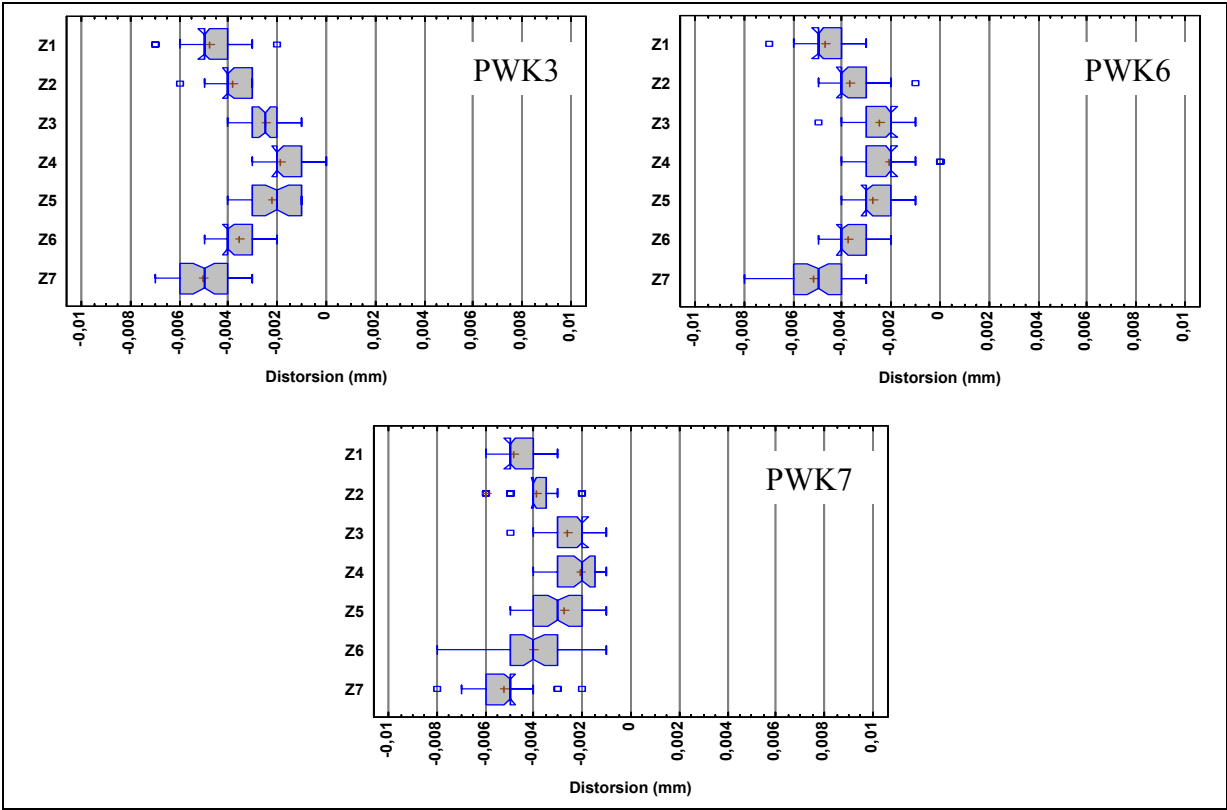 PWK3
Z1
Z2
Z3
Z4
Z5
Z6
Z7
-0,01
-0,008
-0,006
-0,004
-0,002
0
0,002
0,004
0,006
0,008
0,01
Distorsion (mm)
PWK6
Z1
Z2
Z3
Z4
Z5
Z6
Z7
-0,01
-0,008
-0,006
-0,004
-0,002
0
0,002
0,004
0,006
0,008
0,01
Distorsion (mm)
PWK7
Z1
Z2
Z3
Z4
Z5
Z6
Z7
-0,01
-0,008
-0,006
-0,004
-0,002
0
0,002
0,004
0,006
0,008
0,01
Distorsion (mm)